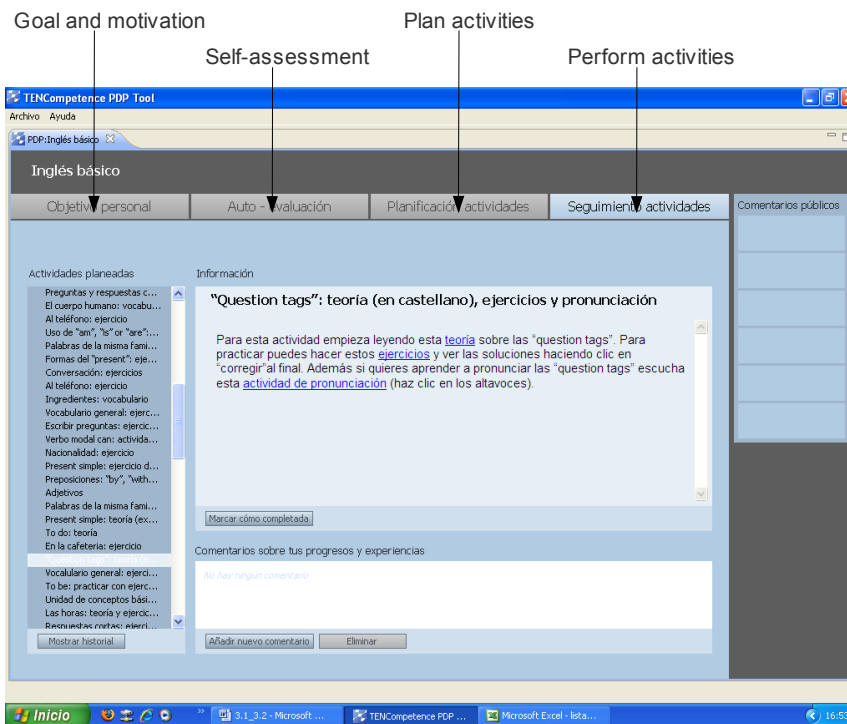 Goal and motivation
Plan activities
Self-assessment
Perform activities
TENCompetence PDP Tool
Archivo Ayuda
PDP:Inglés básico
Inglés básico
Objetivo personal
Auto - evaluación
Planificación actividades
Seguimiento actividades
Comentarios públicos
Actividades planeadas
Preguntas y respuestas c...
El cuerpo humano: vocabu...
Al teléfono: ejercicio
Uso de "am", "is" or "are":...
Palabras de la misma fami...
Formas del "present": eje...
Conversación: ejercicios
Al teléfono: ejercicio
Ingredientes: vocabulario
Vocabulario general: ejerc...
Escribir preguntas: ejercic...
Verbo modal can: activida...
Nacionalidad: ejercicio
Present simple: ejercicio d...
Preposiciones: "by", "with...
Adjetivos
Palabras de la misma fami...
Present simple: teoría (ex...
To do: teoría
En la cafeteria: ejercicio
"Question tags": teoría (e...
Vocalulario general: ejerci...
To be: practicar con ejerc...
Unidad de conceptos bási...
Las horas: teoría y ejercic...
Respuestas cortas: ejerci...
Mostrar historial
Información
"Question tags": teoría (en castellano), ejercicios y pronunciación
Para esta actividad empieza leyendo esta teoría sobre las "question tags". Para
practicar puedes hacer estos ejercicios y ver las soluciones haciendo clic en
"corregir"al final. Además si quieres aprender a pronunciar las "question tags" escucha
esta actividad de pronunciación (haz clic en los altavoces).
Marcar cómo completada
Comentarios sobre tus progresos y experiencias
No hay ningún comentario
Añadir nuevo comentario
Eliminar
Inicio
3.1_3.2 - Microsoft ...
TENCompetence PDP ...
Microsoft Excel - lista...
16:53